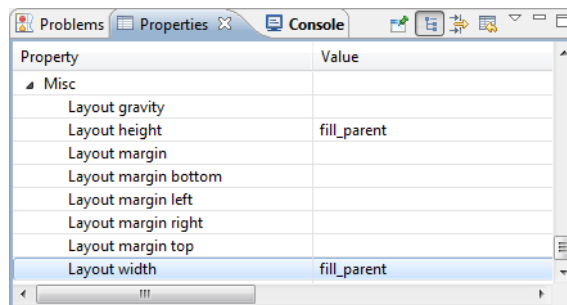 Problems Properties Console
Property Value
Misc
Layout gravity
Layout height fill_parent
Layout margin
Layout margin bottom
Layout margin left
Layout margin right
Layout margin top
Layout width fill_parent